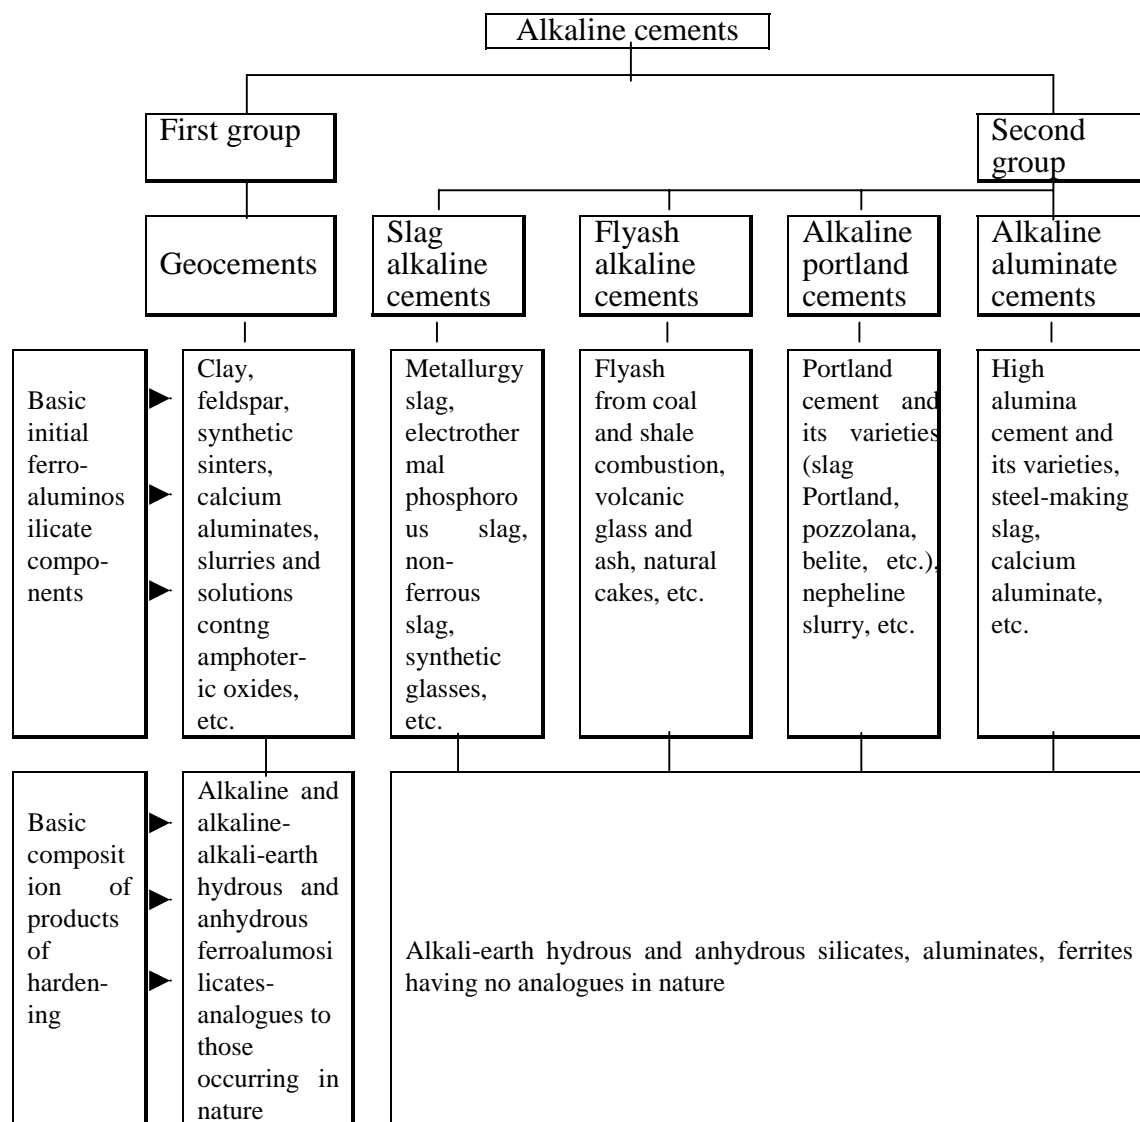 Alkaline cements
First group
Second
group
Geocements
Slag
alkaline
cements
Flyash
alkaline
cements
Alkaline
portland
cements
Alkaline
aluminate
cements
Basic
initial
ferro-
aluminos
ilicate
compo-
nents
Clay,
feldspar,
synthetic
sinters,
calcium
aluminates,
slurries and
solutions
contng
amphoter-
ic oxides,
etc.
Metallurgy
slag,
electrother
mal
phosphoro
us slag,
non-
ferrous
slag,
synthetic
glasses,
etc.
Flyash
from coal
and shale
combustion,
volcanic
glass and
ash, natural
cakes, etc.
Portland
cement and
its varieties
(slag
Portland,
pozzolana,
belite, etc.),
nepheline
slurry, etc.
High
alumina
cement and
its varieties,
steel-making
slag,
calcium
aluminate,
etc.
Basic
composit
ion of
products
of
harden-
ing
Alkaline and
alkaline-
alkali-earth
hydrous and
anhydrous
ferroalumosi
licates-
analogues to
those
occurring in
nature
Alkali-earth hydrous and anhydrous silicates, aluminates, ferrites
having no analogues in nature